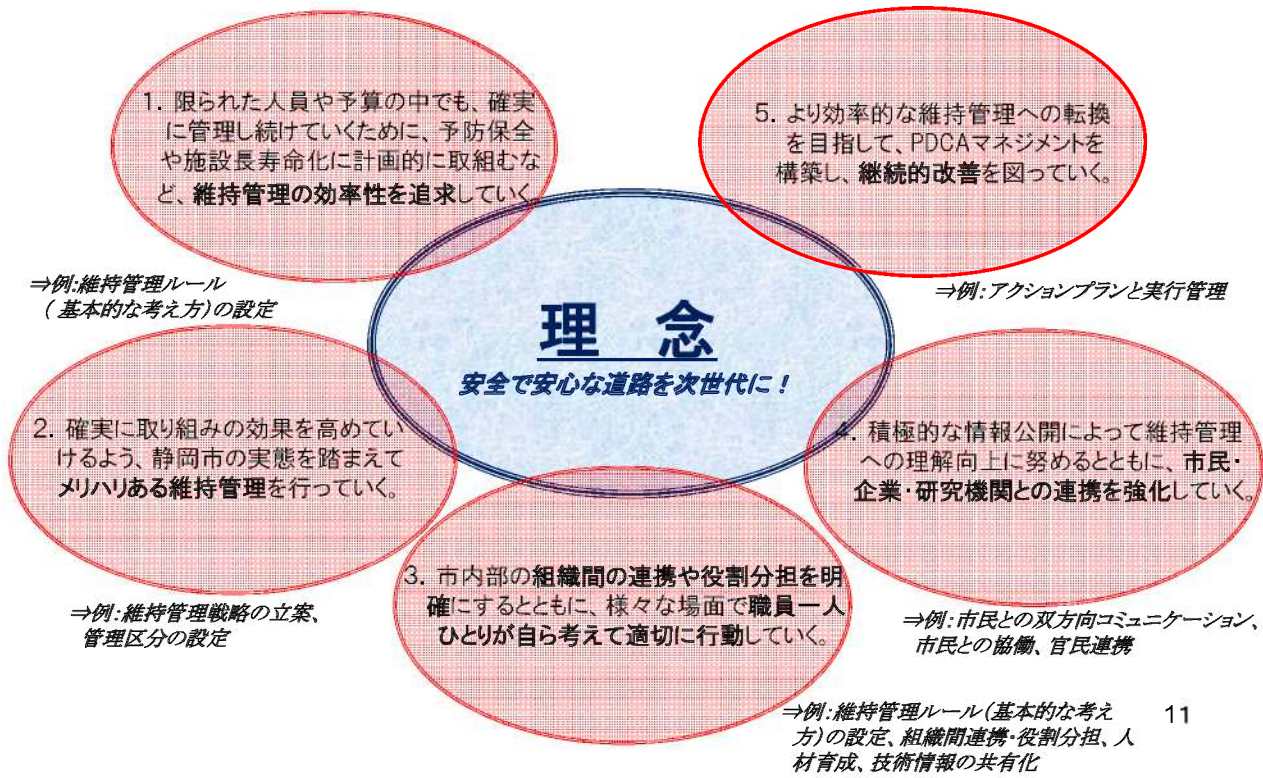 1. 限られた人員や予算の中でも、確実
に管理し続けていくために、予防保全
や施設長寿命化に計画的に取組むな
ど、維持管理の効率性を追求していく。
⇒例:維持管理ルール
(基本的な考え方)の設定
2. 確実に取り組みの効果を高めてい
けるよう、静岡市の実態を踏まえて
メリハリある維持管理を行っていく。
⇒例:維持管理戦略の立案、
管理区分の設定
理 念
安全で安心な道路を次世代に!
3. 市内部の組織間の連携や役割分担を明
確にするとともに、様々な場面で職員一人
ひとりが自ら考えて適切に行動していく。
⇒例:維持管理ルール(基本的な考え
方)の設定、組織間連携・役割分担、人
材育成、技術情報の共有化
4. 積極的な情報公開によって維持管理
への理解向上に努めるとともに、市民・
企業・研究機関との連携を強化していく。
⇒例:市民との双方向コミュニケーション、
市民との協働、官民連携
5. より効率的な維持管理への転換
を目指して、PDCAマネジメントを
構築し、継続的改善を図っていく。
⇒例:アクションプランと実行管理
11